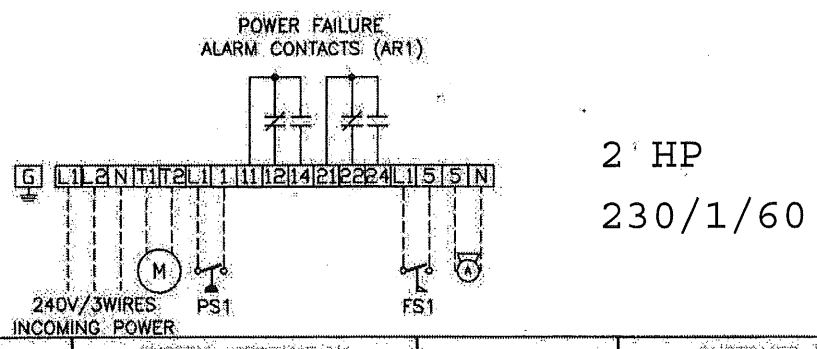 POWER FAILURE
ALARM CONTACTS (AR1)
2 HP
230/1/60
G L1 L2 N T1 T2 L1 1 11 12 14 21 22 24 L1 5 5 N
M
A
PS1
FS1
240V/3WIRES
INCOMING POWER